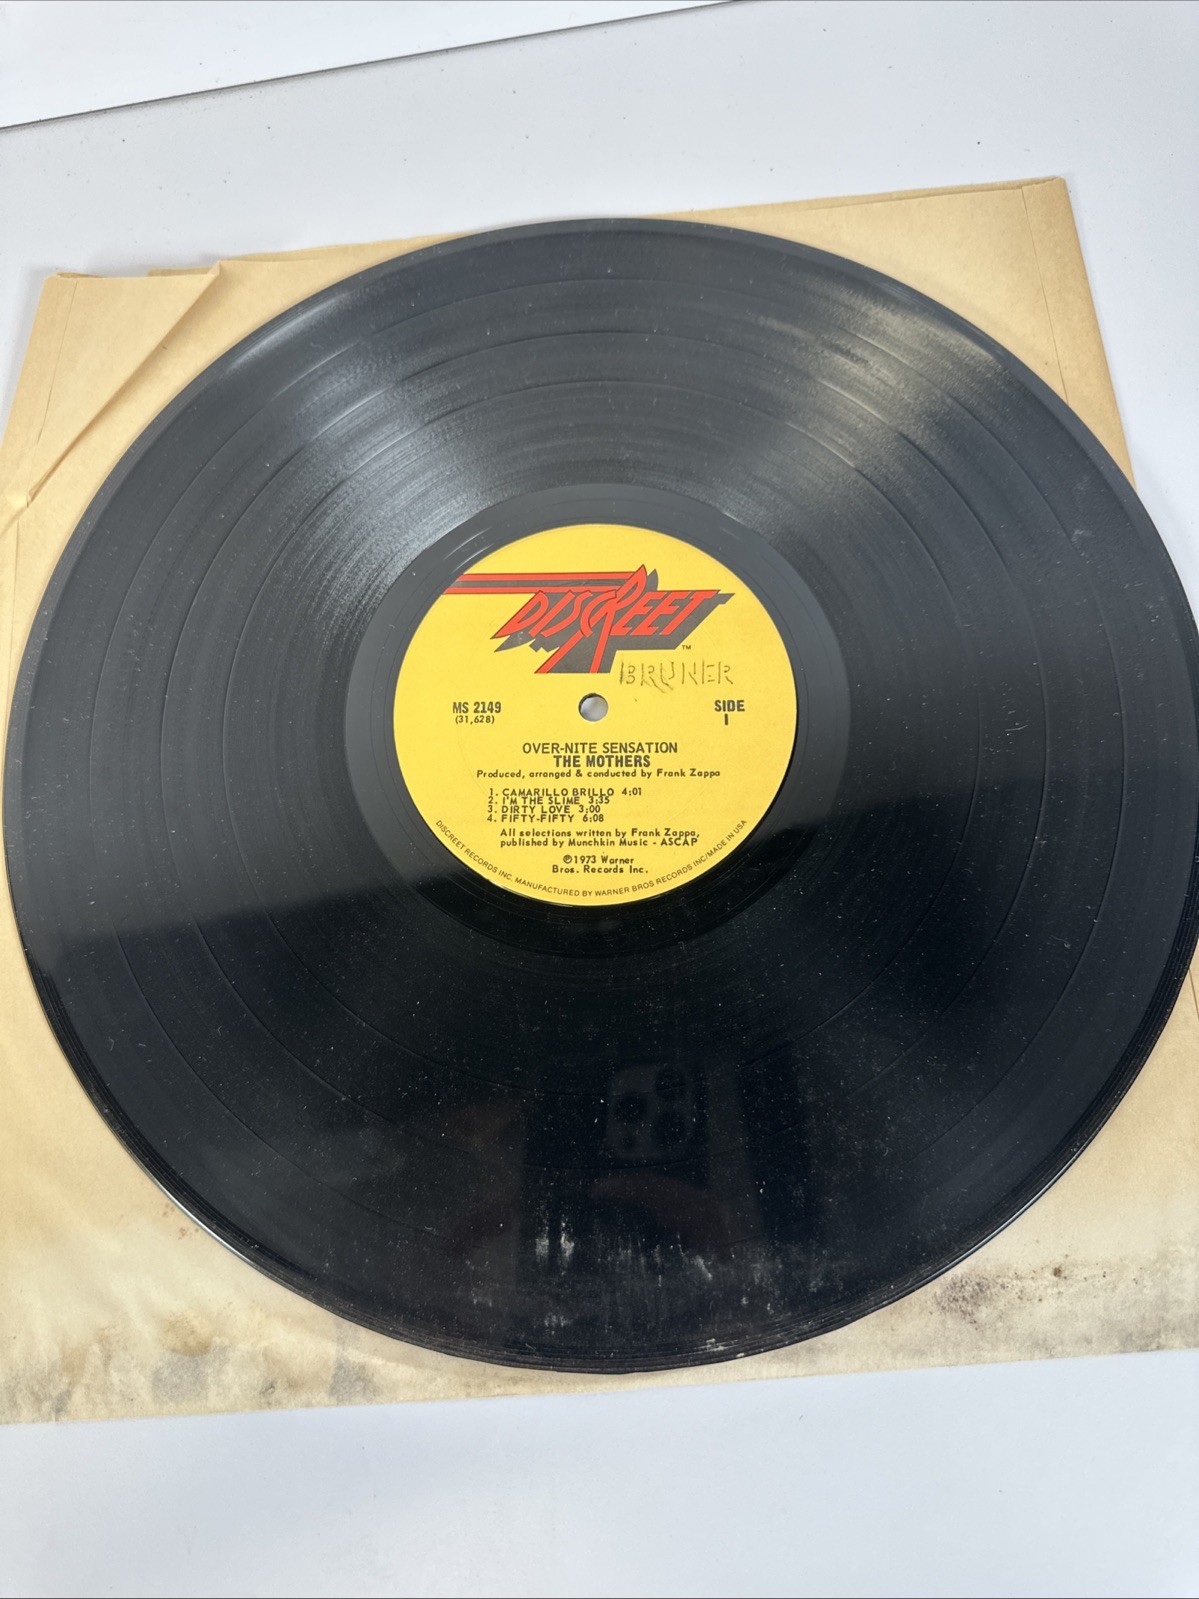 DISCREET
TM
BRUNER
MS 2149
(31,628)
SIDE
1
OVER-NITE SENSATION
THE MOTHERS
Produced, arranged & conducted by Frank Zappa
1. CAMARILLO BRILLO 4:01
2. I'M THE SLIME 3:35
3. DIRTY LOVE 3:00
4. FIFTY-FIFTY 6:08
All selections written by Frank Zappa,
published by Munchkin Music - ASCAP
℗1973 Warner
Bros. Records Inc.
DISCREET RECORDS INC. MANUFACTURED BY WARNER BROS RECORDS INC/MADE IN USA